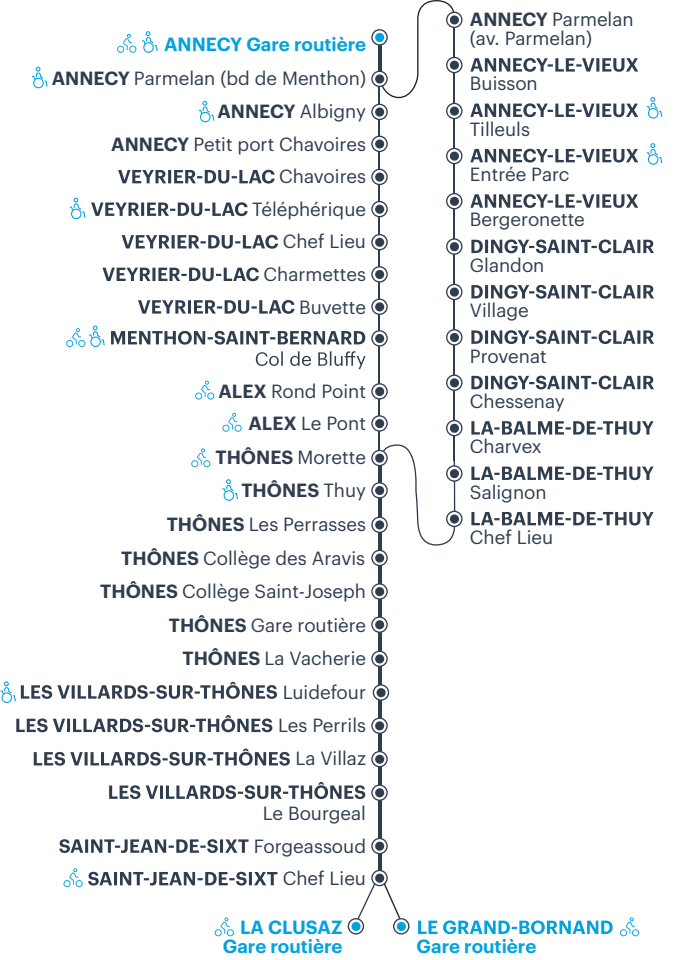 ANNECY Gare routière
ANNECY Parmelan (bd de Menthon)
ANNECY Albigny
ANNECY Petit port Chavoires
VEYRIER-DU-LAC Chavoires
VEYRIER-DU-LAC Téléphérique
VEYRIER-DU-LAC Chef Lieu
VEYRIER-DU-LAC Charmettes
VEYRIER-DU-LAC Buvette
MENTHON-SAINT-BERNARD
Col de Bluffy
ALEX Rond Point
ALEX Le Pont
THÔNES Morette
THÔNES Thuy
THÔNES Les Perrasses
THÔNES Collège des Aravis
THÔNES Collège Saint-Joseph
THÔNES Gare routière
THÔNES La Vacherie
LES VILLARDS-SUR-THÔNES Luidefour
LES VILLARDS-SUR-THÔNES Les Perrils
LES VILLARDS-SUR-THÔNES La Villaz
LES VILLARDS-SUR-THÔNES
Le Bourgeal
SAINT-JEAN-DE-SIXT Forgeassoud
SAINT-JEAN-DE-SIXT Chef Lieu
LA CLUSAZ
Gare routière
LE GRAND-BORNAND
Gare routière
ANNECY Parmelan
(av. Parmelan)
ANNECY-LE-VIEUX
Buisson
ANNECY-LE-VIEUX
Tilleuls
ANNECY-LE-VIEUX
Entrée Parc
ANNECY-LE-VIEUX
Bergeronette
DINGY-SAINT-CLAIR
Glandon
DINGY-SAINT-CLAIR
Village
DINGY-SAINT-CLAIR
Provenat
DINGY-SAINT-CLAIR
Chessenay
LA-BALME-DE-THUY
Charvex
LA-BALME-DE-THUY
Salignon
LA-BALME-DE-THUY
Chef Lieu